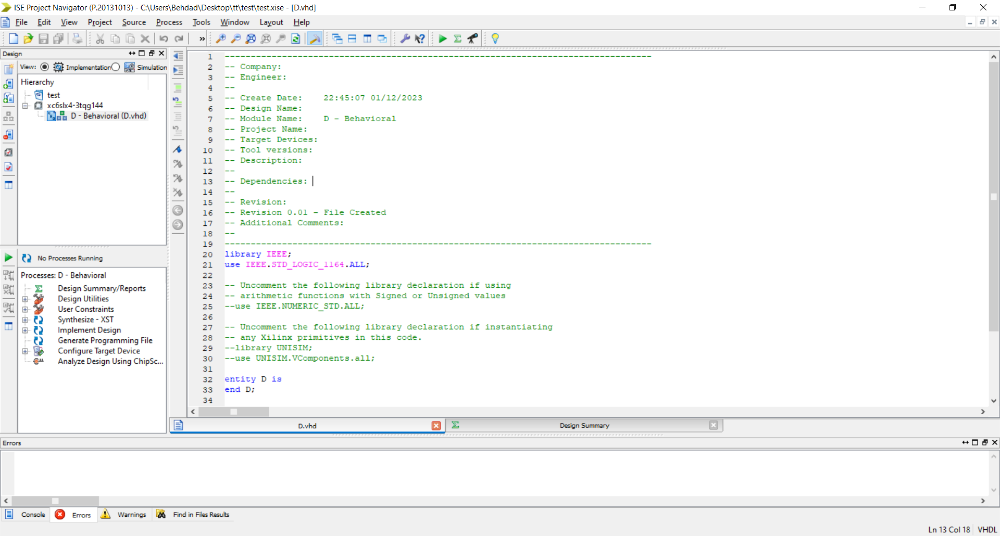 ISE Project Navigator (P.20131013) - C:\Users\Behdad\Desktop\tt\test\test.xise - [D.vhd]
File Edit View Project Source Process Tools Window Layout Help
»
Design
View: Implementation Simulation
Hierarchy
test
xc6slx4-3tqg144
D - Behavioral (D.vhd)
No Processes Running
Processes: D - Behavioral
Design Summary/Reports
Design Utilities
User Constraints
Synthesize - XST
Implement Design
Generate Programming File
Configure Target Device
Analyze Design Using ChipSc...
1 ----------------------------------------------------------------------------------
2 -- Company:
3 -- Engineer:
4 --
5 -- Create Date:    22:45:07 01/12/2023
6 -- Design Name:
7 -- Module Name:    D - Behavioral
8 -- Project Name:
9 -- Target Devices:
10 -- Tool versions:
11 -- Description:
12 --
13 -- Dependencies:
14 --
15 -- Revision:
16 -- Revision 0.01 - File Created
17 -- Additional Comments:
18 --
19 ----------------------------------------------------------------------------------
20 library IEEE;
21 use IEEE.STD_LOGIC_1164.ALL;
22
23 -- Uncomment the following library declaration if using
24 -- arithmetic functions with Signed or Unsigned values
25 --use IEEE.NUMERIC_STD.ALL;
26
27 -- Uncomment the following library declaration if instantiating
28 -- any Xilinx primitives in this code.
29 --library UNISIM;
30 --use UNISIM.VComponents.all;
31
32 entity D is
33 end D;
34
D.vhd
Design Summary
Errors
Console Errors Warnings Find in Files Results
Ln 13 Col 18 VHDL